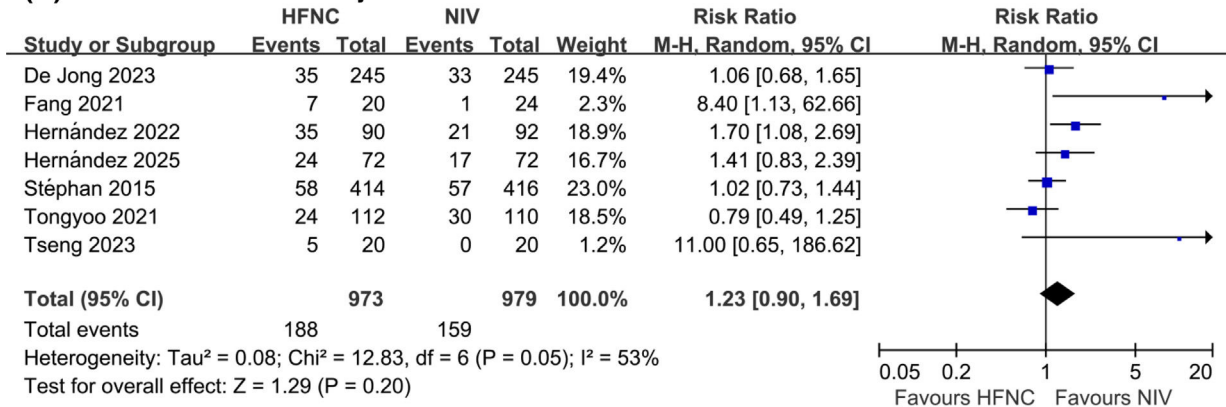 HFNC NIV Risk Ratio Risk Ratio
Study or Subgroup Events Total Events Total Weight M-H, Random, 95% CI M-H, Random, 95% CI
De Jong 2023 35 245 33 245 19.4% 1.06 [0.68, 1.65]
Fang 2021 7 20 1 24 2.3% 8.40 [1.13, 62.66]
Hernández 2022 35 90 21 92 18.9% 1.70 [1.08, 2.69]
Hernández 2025 24 72 17 72 16.7% 1.41 [0.83, 2.39]
Stéphan 2015 58 414 57 416 23.0% 1.02 [0.73, 1.44]
Tongyoo 2021 24 112 30 110 18.5% 0.79 [0.49, 1.25]
Tseng 2023 5 20 0 20 1.2% 11.00 [0.65, 186.62]
Total (95% CI) 973 979 100.0% 1.23 [0.90, 1.69]
Total events 188 159
Heterogeneity: Tau² = 0.08; Chi² = 12.83, df = 6 (P = 0.05); I² = 53%
Test for overall effect: Z = 1.29 (P = 0.20)
0.05 0.2 1 5 20
Favours HFNC Favours NIV